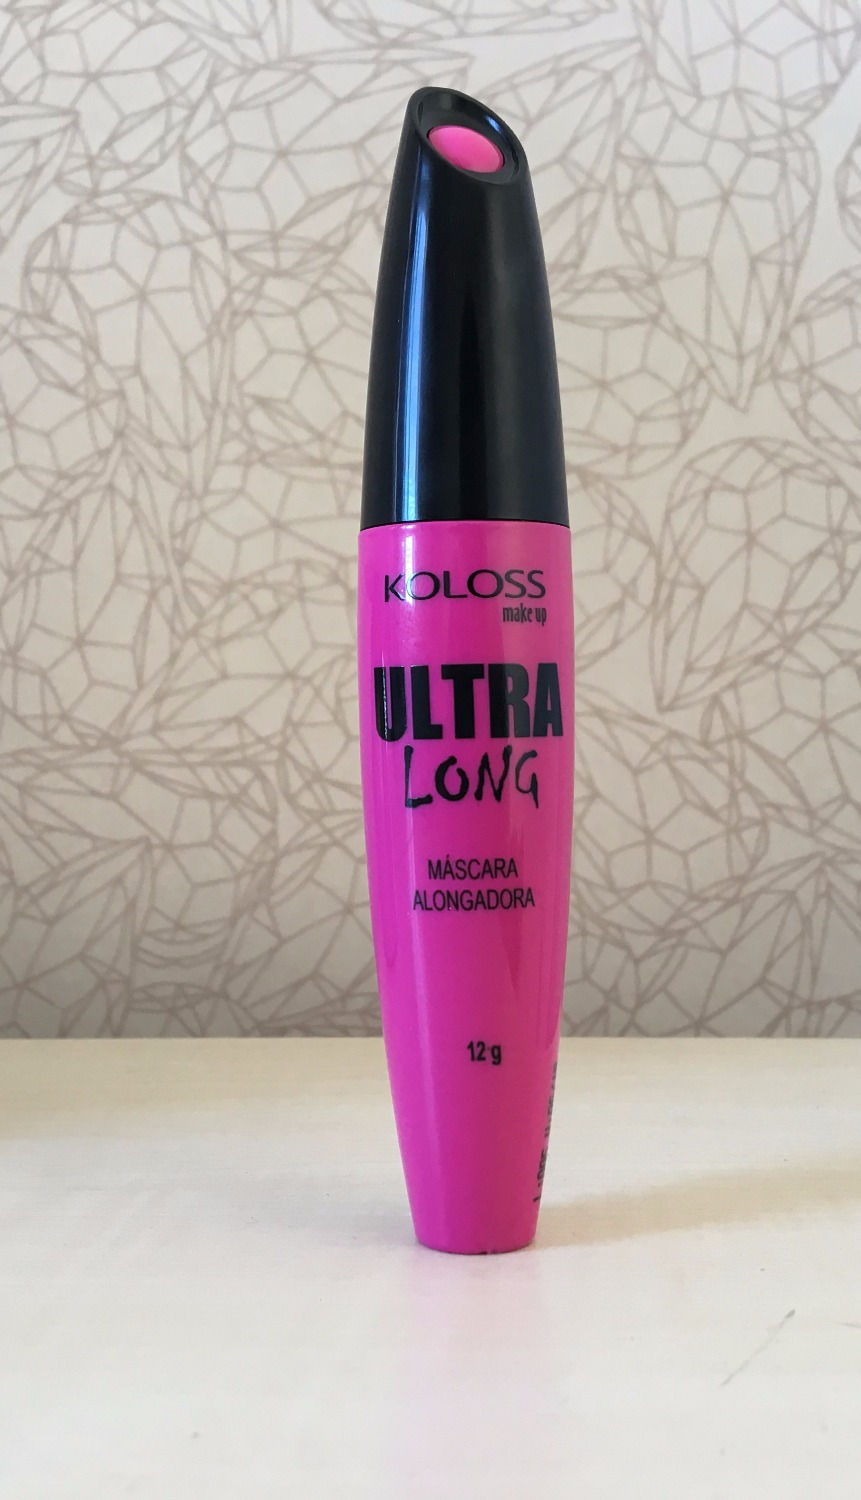 KOLOSS
make up
ULTRA
LONG
MÁSCARA
ALONGADORA
12 g